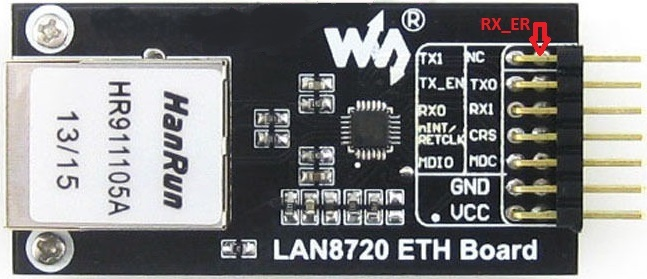 RX_ER
®
HanRun
HR911105A
13/15
TX1 NC
TX_EN TX0
RX0 RX1
nINT/
RETCLK CRS
MDIO MDC
GND
VCC
LAN8720 ETH Board